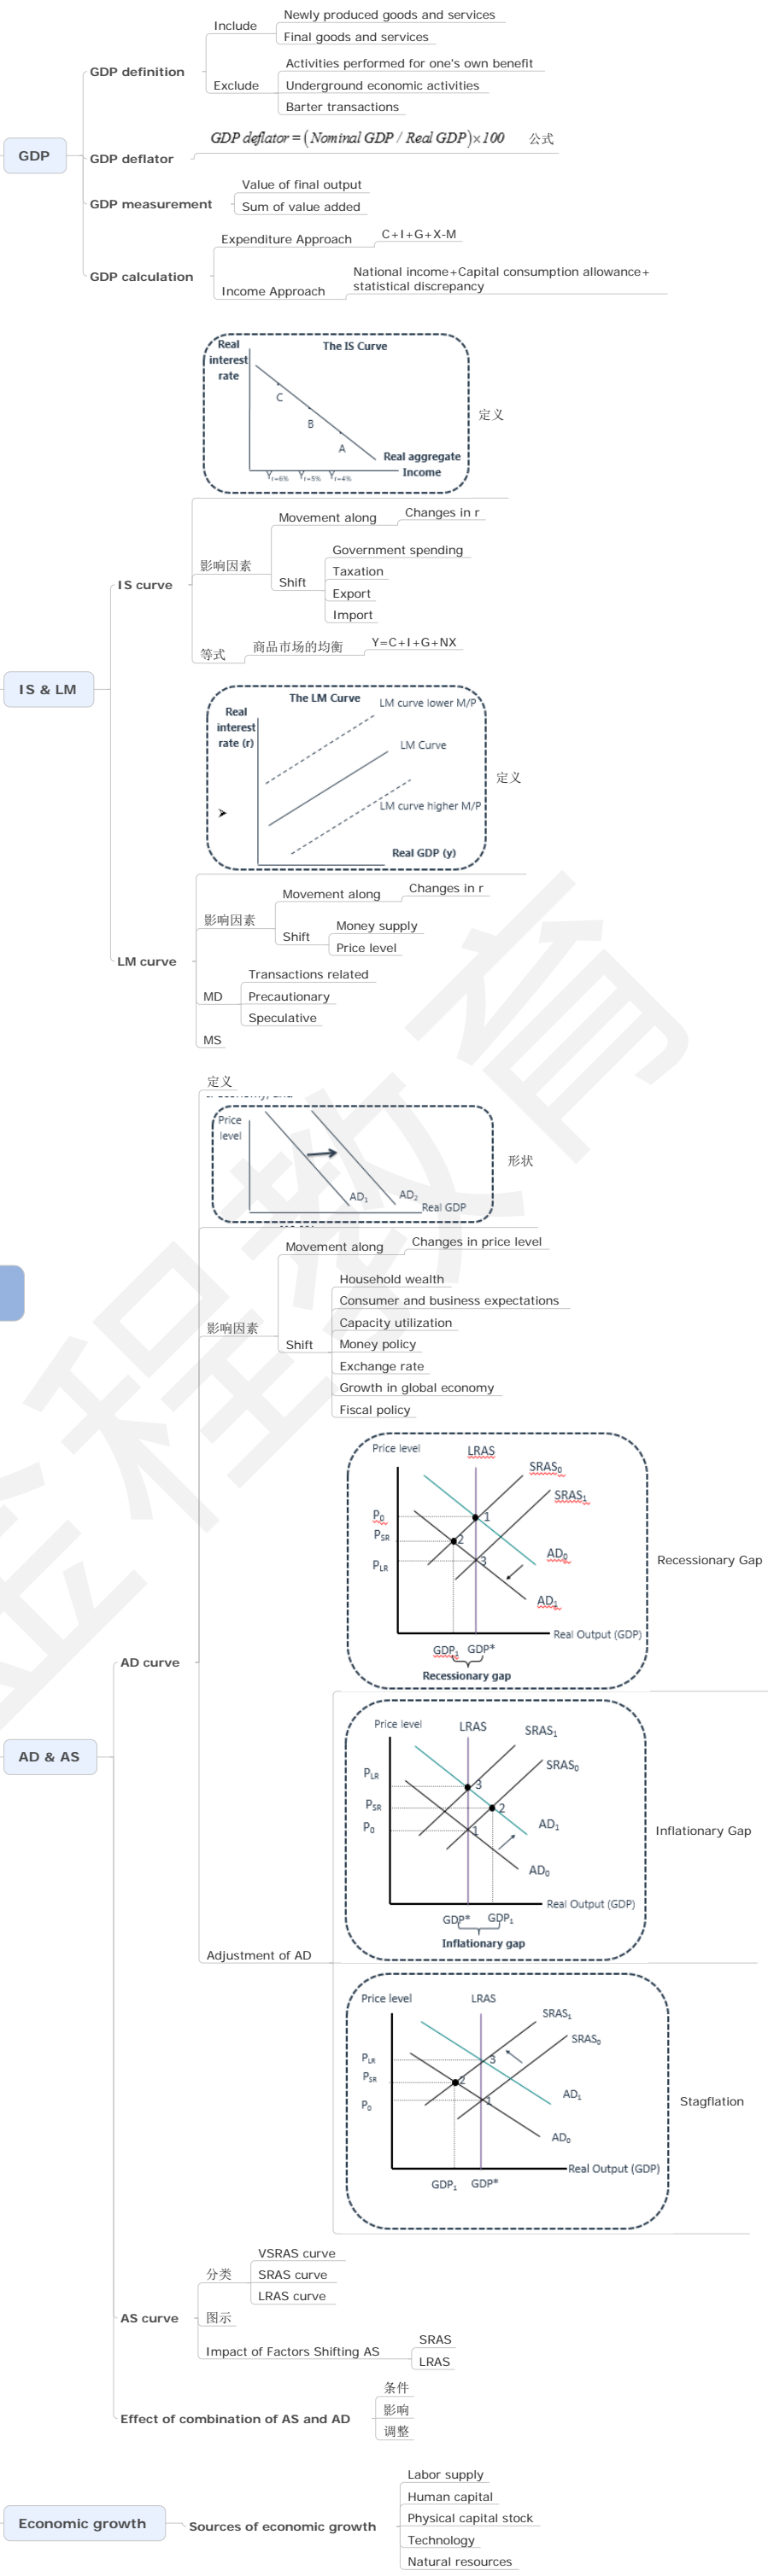 Newly produced goods and services
Include
Final goods and services
GDP definition
Activities performed for one's own benefit
Exclude
Underground economic activities
Barter transactions
GDP
GDP deflator = (Nominal GDP / Real GDP)×100 公式
GDP deflator
Value of final output
GDP measurement
Sum of value added
Expenditure Approach
C+I+G+X-M
GDP calculation
National income+Capital consumption allowance+
statistical discrepancy
Income Approach
Real interest rate
The IS Curve
C
B
A
Real aggregate Income
Yr=6% Yr=5% Yr=4%
定义
Movement along
Changes in r
影响因素
Government spending
Taxation
Shift
Export
Import
IS curve
等式
商品市场的均衡
Y=C+I+G+NX
IS & LM
The LM Curve
LM curve lower M/P
Real interest rate (r)
LM Curve
LM curve higher M/P
Real GDP (y)
定义
Movement along
Changes in r
影响因素
Shift
Money supply
Price level
LM curve
Transactions related
MD
Precautionary
Speculative
MS
定义
Price level
AD1
AD2
Real GDP
形状
Movement along
Changes in price level
影响因素
Household wealth
Consumer and business expectations
Capacity utilization
Shift
Money policy
Exchange rate
Growth in global economy
Fiscal policy
Price level
LRAS
SRAS0
SRAS1
P0
1
PSR
2
PLR
3
AD0
AD1
Real Output (GDP)
GDP1 GDP*
Recessionary gap
Recessionary Gap
AD curve
AD & AS
Price level
LRAS
SRAS1
SRAS0
PLR
3
PSR
2
P0
1
AD1
AD0
Real Output (GDP)
GDP* GDP1
Inflationary gap
Inflationary Gap
Adjustment of AD
Price level
LRAS
SRAS1
SRAS0
PLR
3
PSR
2
P0
1
AD1
AD0
Real Output (GDP)
GDP1 GDP*
Stagflation
VSRAS curve
分类
SRAS curve
LRAS curve
AS curve
图示
Impact of Factors Shifting AS
SRAS
LRAS
条件
Effect of combination of AS and AD
影响
调整
Labor supply
Human capital
Economic growth
Sources of economic growth
Physical capital stock
Technology
Natural resources
金程教育